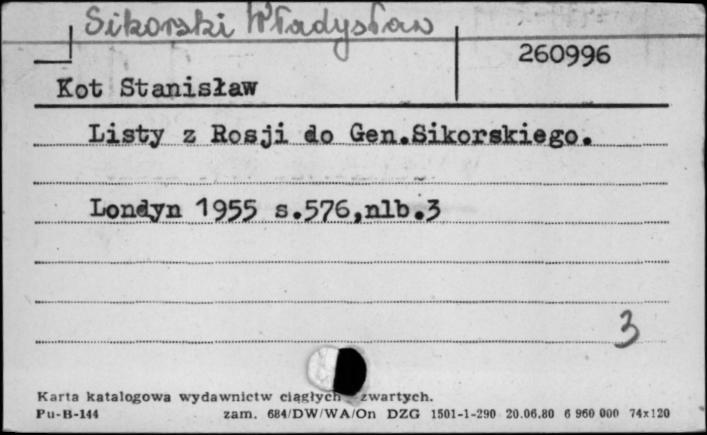 Sikorski Władysław
260996
Kot Stanisław
Listy z Rosji do Gen.Sikorskiego.
Londyn 1955 s.576,nlb.3
3
Karta katalogowa wydawnictw ciągłych zwartych.
Pu-B-144 zam. 684/DW/WA/On DZG 1501-1-290 20.06.80 6 960 000 74x120